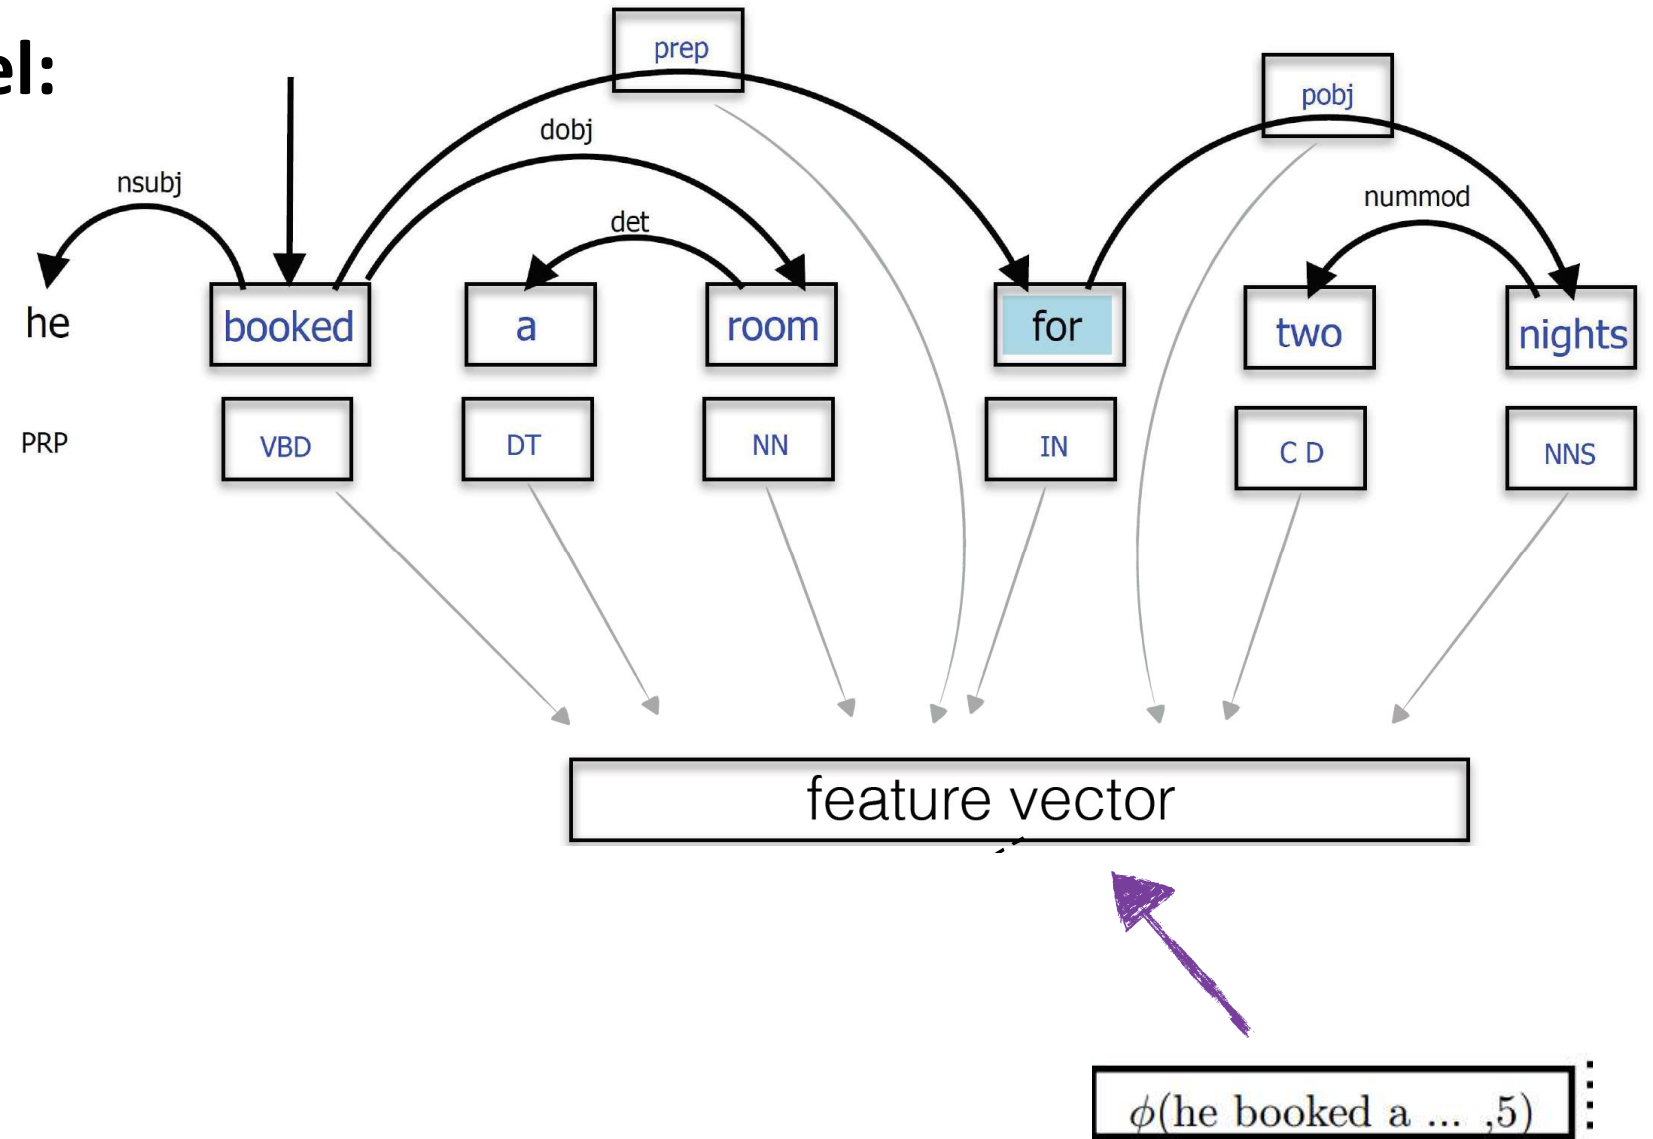 el:
prep
pobj
dobj
nsubj
nummod
det
he booked a room for two nights
PRP VBD DT NN IN C D NNS
feature vector
ϕ(he booked a ... ,5)